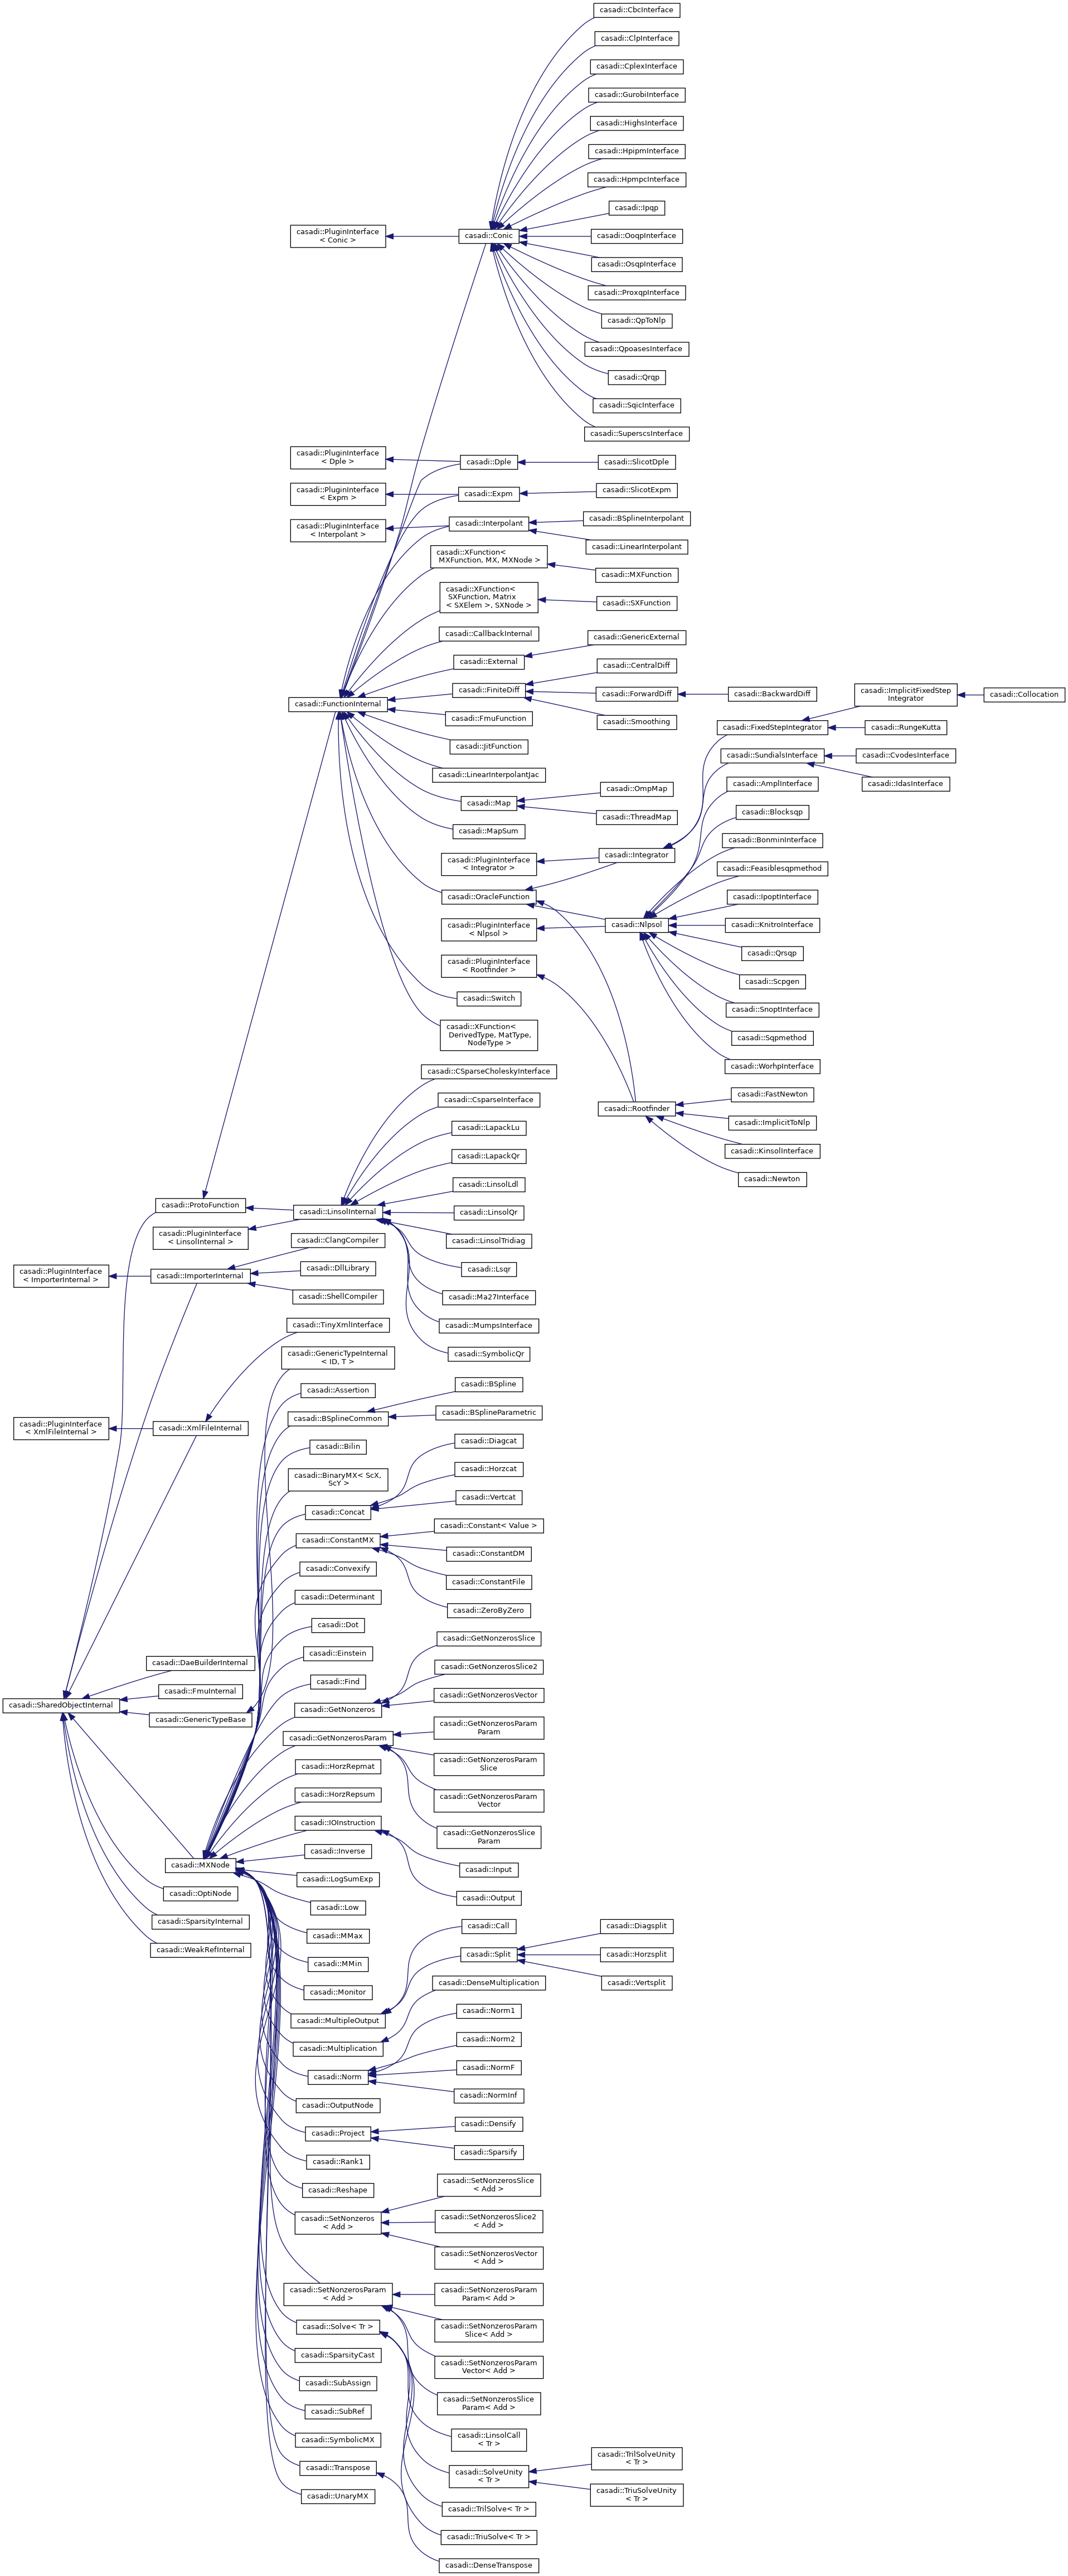 casadi::CbcInterface
casadi::ClpInterface
casadi::CplexInterface
casadi::GurobiInterface
casadi::HighsInterface
casadi::HpipmInterface
casadi::HpmpcInterface
casadi::Ipqp
casadi::PluginInterface
< Conic >
casadi::Conic
casadi::OoqpInterface
casadi::OsqpInterface
casadi::ProxqpInterface
casadi::QpToNlp
casadi::QpoasesInterface
casadi::Qrqp
casadi::SqicInterface
casadi::SuperscsInterface
casadi::PluginInterface
< Dple >
casadi::Dple
casadi::SlicotDple
casadi::PluginInterface
< Expm >
casadi::Expm
casadi::SlicotExpm
casadi::PluginInterface
< Interpolant >
casadi::Interpolant
casadi::BSplineInterpolant
casadi::LinearInterpolant
casadi::XFunction<
MXFunction, MX, MXNode >
casadi::MXFunction
casadi::XFunction<
SXFunction, Matrix
< SXElem >, SXNode >
casadi::SXFunction
casadi::CallbackInternal
casadi::GenericExternal
casadi::External
casadi::CentralDiff
casadi::FiniteDiff
casadi::ForwardDiff
casadi::BackwardDiff
casadi::ImplicitFixedStep
Integrator
casadi::Collocation
casadi::FunctionInternal
casadi::FmuFunction
casadi::Smoothing
casadi::FixedStepIntegrator
casadi::RungeKutta
casadi::JitFunction
casadi::SundialsInterface
casadi::CvodesInterface
casadi::LinearInterpolantJac
casadi::AmplInterface
casadi::IdasInterface
casadi::Map
casadi::OmpMap
casadi::ThreadMap
casadi::Blocksqp
casadi::MapSum
casadi::BonminInterface
casadi::PluginInterface
< Integrator >
casadi::Integrator
casadi::Feasiblesqpmethod
casadi::OracleFunction
casadi::IpoptInterface
casadi::PluginInterface
< Nlpsol >
casadi::Nlpsol
casadi::KnitroInterface
casadi::Qrsqp
casadi::PluginInterface
< Rootfinder >
casadi::Scpgen
casadi::Switch
casadi::SnoptInterface
casadi::XFunction<
DerivedType, MatType,
NodeType >
casadi::Sqpmethod
casadi::WorhpInterface
casadi::CSparseCholeskyInterface
casadi::CsparseInterface
casadi::FastNewton
casadi::Rootfinder
casadi::LapackLu
casadi::ImplicitToNlp
casadi::LapackQr
casadi::KinsolInterface
casadi::LinsolLdl
casadi::Newton
casadi::ProtoFunction
casadi::LinsolInternal
casadi::LinsolQr
casadi::PluginInterface
< LinsolInternal >
casadi::ClangCompiler
casadi::LinsolTridiag
casadi::PluginInterface
< ImporterInternal >
casadi::ImporterInternal
casadi::DllLibrary
casadi::Lsqr
casadi::ShellCompiler
casadi::Ma27Interface
casadi::TinyXmlInterface
casadi::MumpsInterface
casadi::GenericTypeInternal
< ID, T >
casadi::SymbolicQr
casadi::Assertion
casadi::BSpline
casadi::PluginInterface
< XmlFileInternal >
casadi::XmlFileInternal
casadi::BSplineCommon
casadi::BSplineParametric
casadi::Bilin
casadi::Diagcat
casadi::BinaryMX< ScX,
ScY >
casadi::Horzcat
casadi::Concat
casadi::Vertcat
casadi::ConstantMX
casadi::Constant< Value >
casadi::ConstantDM
casadi::Convexify
casadi::ConstantFile
casadi::Determinant
casadi::ZeroByZero
casadi::Dot
casadi::Einstein
casadi::GetNonzerosSlice
casadi::DaeBuilderInternal
casadi::Find
casadi::GetNonzerosSlice2
casadi::FmuInternal
casadi::GetNonzerosVector
casadi::SharedObjectInternal
casadi::GenericTypeBase
casadi::GetNonzeros
casadi::GetNonzerosParam
casadi::GetNonzerosParam
Param
casadi::HorzRepmat
casadi::GetNonzerosParam
Slice
casadi::HorzRepsum
casadi::GetNonzerosParam
Vector
casadi::IOInstruction
casadi::GetNonzerosSlice
Param
casadi::Inverse
casadi::MXNode
casadi::LogSumExp
casadi::Input
casadi::OptiNode
casadi::Low
casadi::Output
casadi::SparsityInternal
casadi::MMax
casadi::Call
casadi::Diagsplit
casadi::WeakRefInternal
casadi::MMin
casadi::Split
casadi::Horzsplit
casadi::Monitor
casadi::DenseMultiplication
casadi::Vertsplit
casadi::MultipleOutput
casadi::Norm1
casadi::Multiplication
casadi::Norm2
casadi::Norm
casadi::NormF
casadi::NormInf
casadi::OutputNode
casadi::Project
casadi::Densify
casadi::Sparsify
casadi::Rank1
casadi::Reshape
casadi::SetNonzerosSlice
< Add >
casadi::SetNonzeros
< Add >
casadi::SetNonzerosSlice2
< Add >
casadi::SetNonzerosVector
< Add >
casadi::SetNonzerosParam
< Add >
casadi::SetNonzerosParam
Param< Add >
casadi::Solve< Tr >
casadi::SetNonzerosParam
Slice< Add >
casadi::SparsityCast
casadi::SetNonzerosParam
Vector< Add >
casadi::SubAssign
casadi::SetNonzerosSlice
Param< Add >
casadi::SubRef
casadi::SymbolicMX
casadi::LinsolCall
< Tr >
casadi::Transpose
casadi::SolveUnity
< Tr >
casadi::TrilSolveUnity
< Tr >
casadi::UnaryMX
casadi::TriuSolveUnity
< Tr >
casadi::TrilSolve< Tr >
casadi::TriuSolve< Tr >
casadi::DenseTranspose